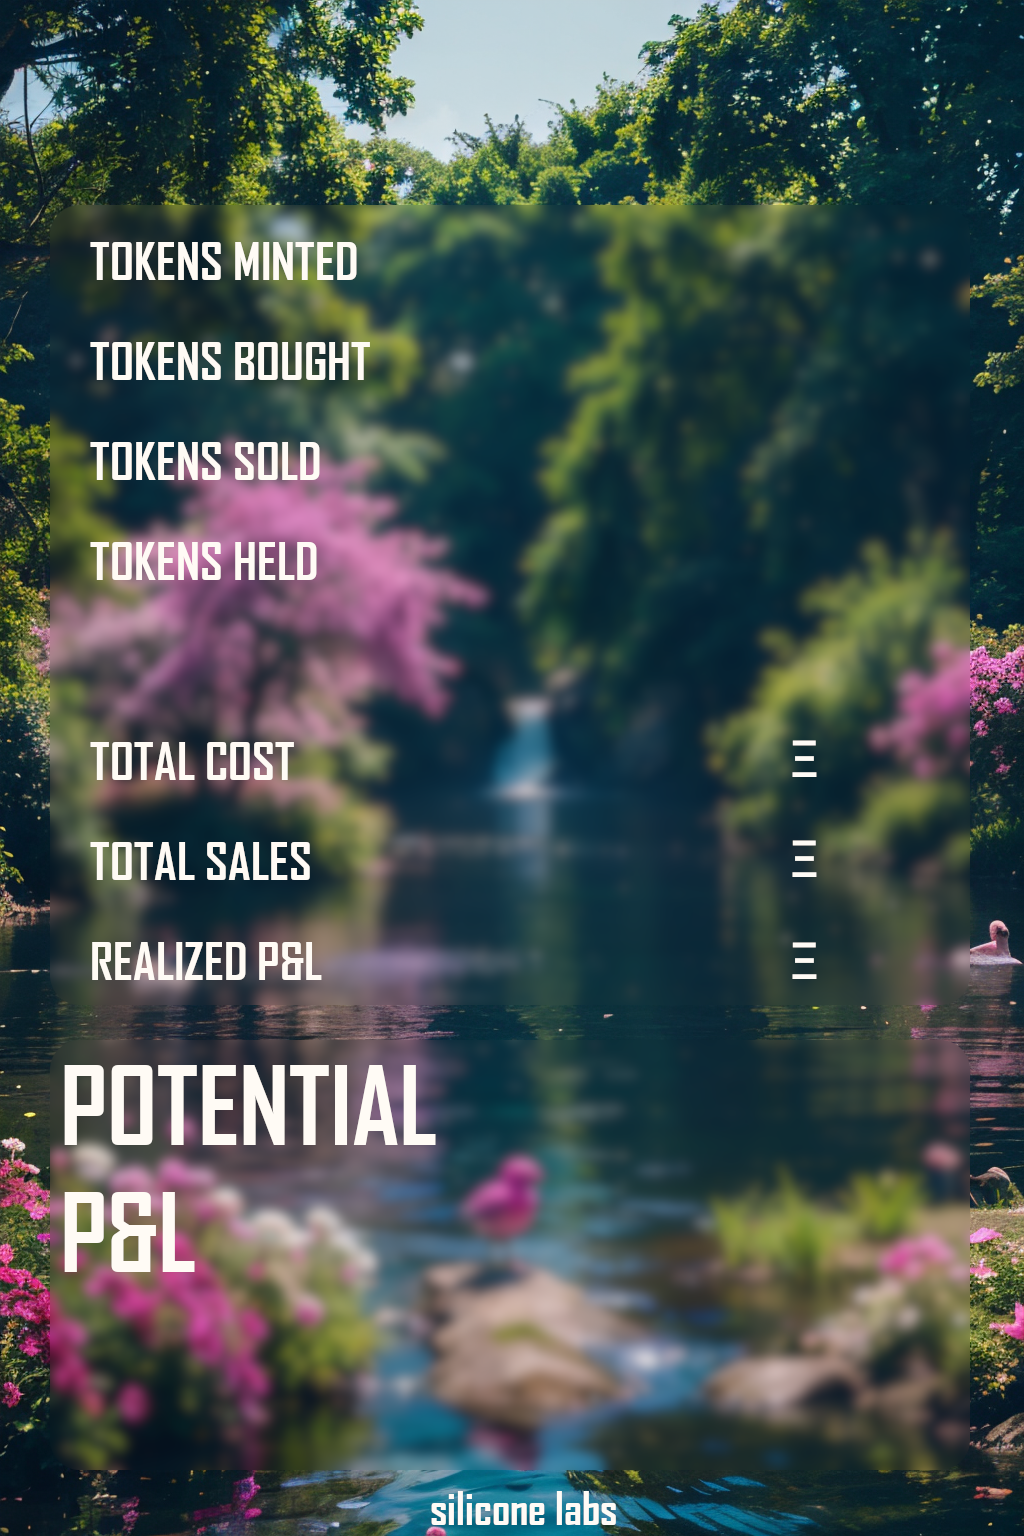 TOKENS MINTED
TOKENS BOUGHT
TOKENS SOLD
TOKENS HELD
TOTAL COST Ξ
TOTAL SALES Ξ
REALIZED P&L Ξ
POTENTIAL
P&L
silicone labs